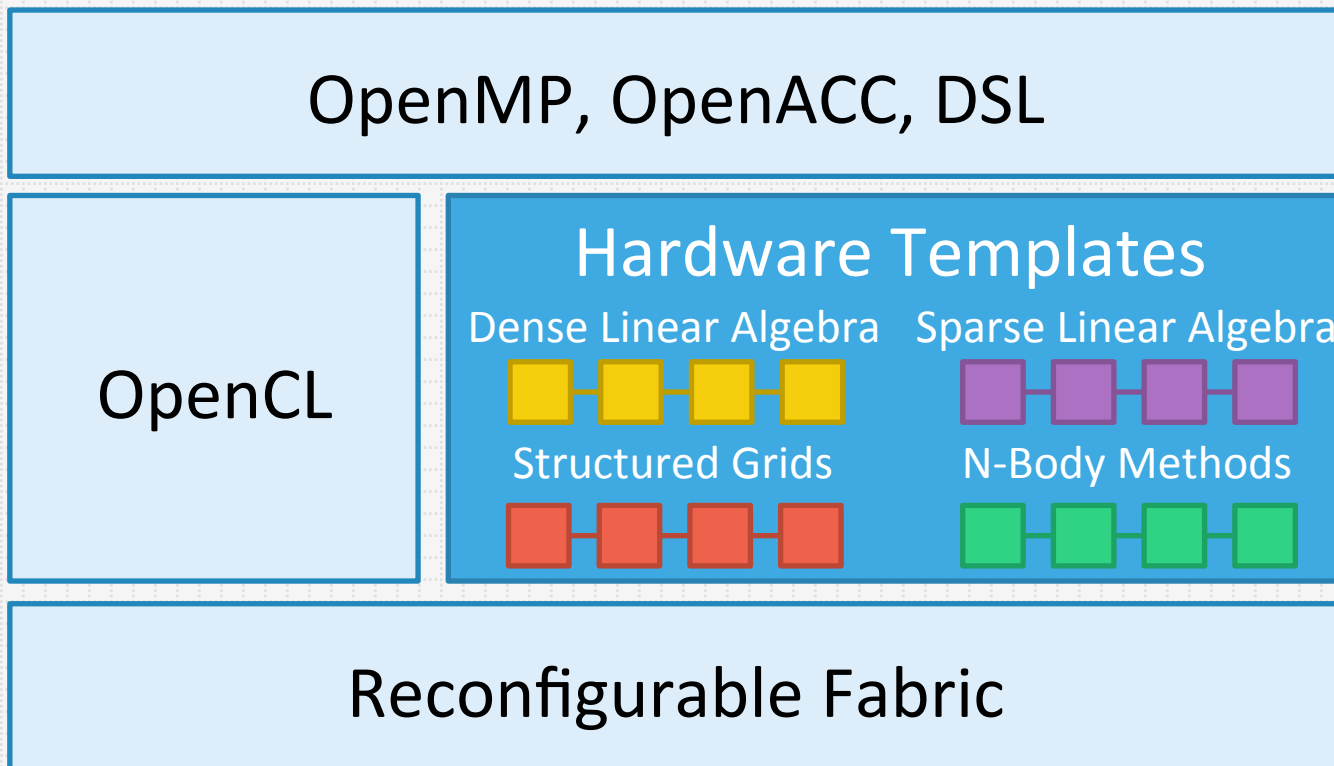 OpenMP, OpenACC, DSL
OpenCL
Hardware Templates
Dense Linear Algebra
Sparse Linear Algebra
Structured Grids
N-Body Methods
Reconfigurable Fabric